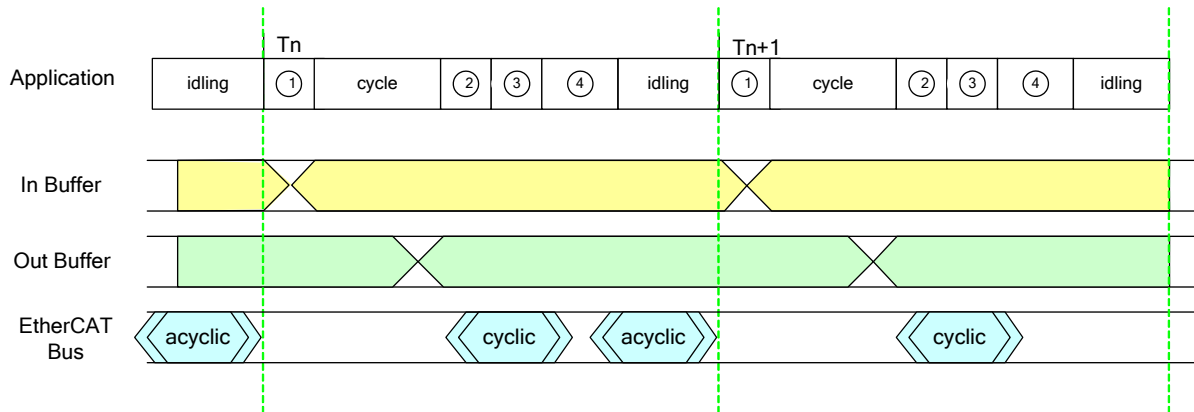 Tn
Tn+1
Application
idling
1
cycle
2
3
4
idling
1
cycle
2
3
4
idling
In Buffer
Out Buffer
EtherCAT
Bus
acyclic
cyclic
acyclic
cyclic